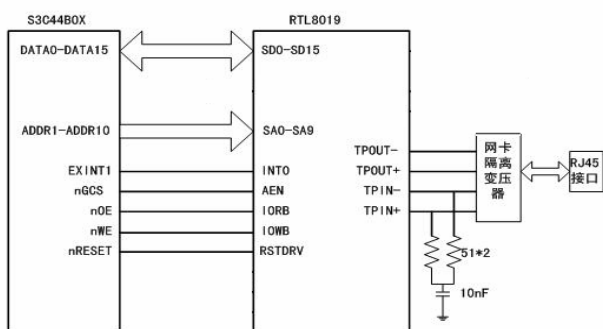 S3C44BOX
RTL8019
DATA0-DATA15
SD0-SD15
ADDR1-ADDR10
SA0-SA9
EXINT1
INT0
nGCS
AEN
nOE
IORB
nWE
IOWB
nRESET
RSTDRV
TPOUT-
TPOUT+
TPIN-
TPIN+
网卡
隔离
变压
器
RJ45
接口
51*2
10nF